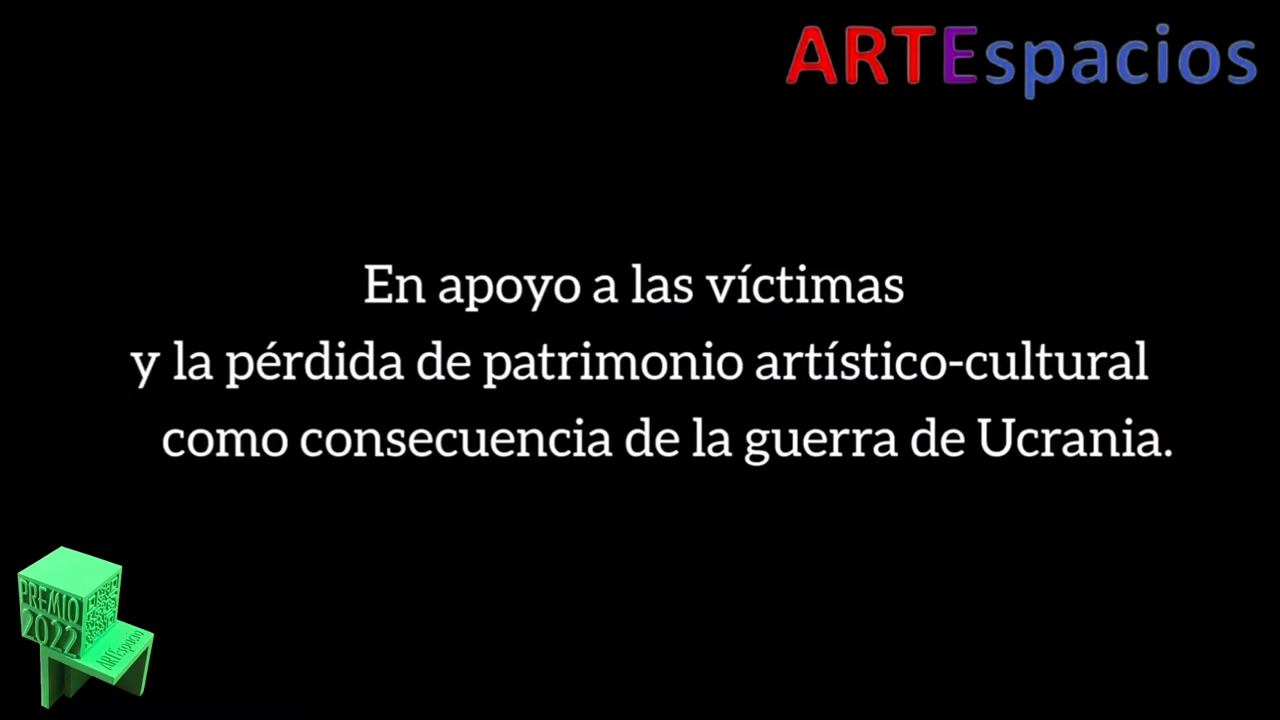 ARTEspacios
En apoyo a las víctimas
y la pérdida de patrimonio artístico-cultural
como consecuencia de la guerra de Ucrania.
PREMIO
2022
ARTEspacio